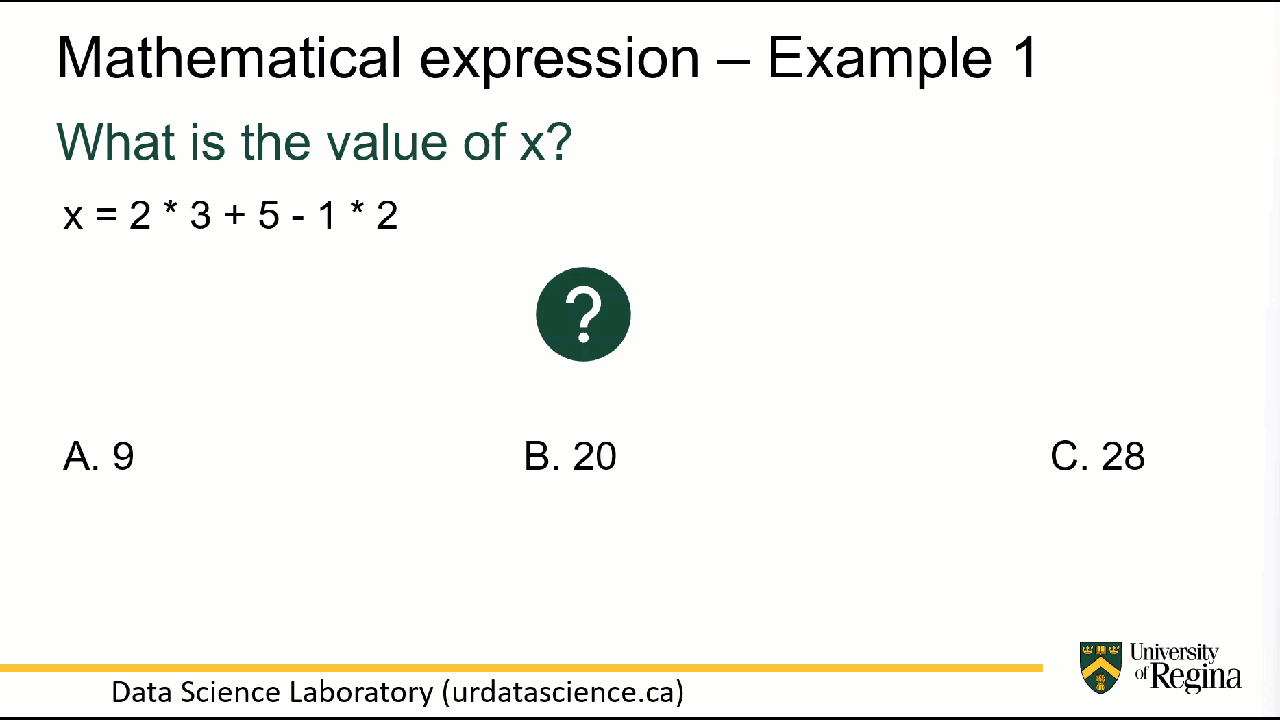 Mathematical expression – Example 1
What is the value of x?
x = 2 * 3 + 5 - 1 * 2
?
A. 9 B. 20 C. 28
University
of Regina
Data Science Laboratory (urdatascience.ca)